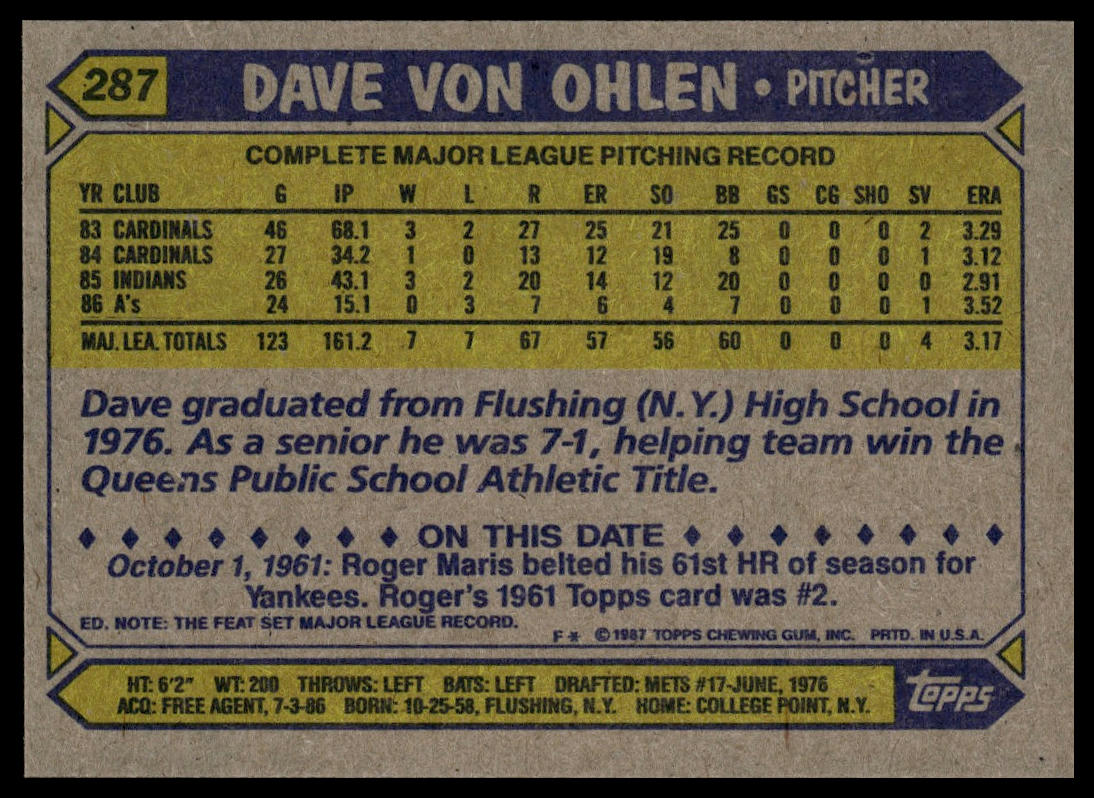 287 DAVE VON OHLEN • PITCHER
COMPLETE MAJOR LEAGUE PITCHING RECORD
YR CLUB G IP W L R ER SO BB GS CG SHO SV ERA
83 CARDINALS 46 68.1 3 2 27 25 21 25 0 0 0 2 3.29
84 CARDINALS 27 34.2 1 0 13 12 19 8 0 0 0 1 3.12
85 INDIANS 26 43.1 3 2 20 14 12 20 0 0 0 0 2.91
86 A's 24 15.1 0 3 7 6 4 7 0 0 0 1 3.52
MAJ. LEA. TOTALS 123 161.2 7 7 67 57 56 60 0 0 0 4 3.17
Dave graduated from Flushing (N.Y.) High School in
1976. As a senior he was 7-1, helping team win the
Queens Public School Athletic Title.
ON THIS DATE
October 1, 1961: Roger Maris belted his 61st HR of season for
Yankees. Roger's 1961 Topps card was #2.
ED. NOTE: THE FEAT SET MAJOR LEAGUE RECORD.
F* © 1987 TOPPS CHEWING GUM, INC. PRTD. IN U.S.A.
HT: 6'2" WT: 200 THROWS: LEFT BATS: LEFT DRAFTED: METS #17-JUNE, 1976
ACQ: FREE AGENT, 7-3-86 BORN: 10-25-58, FLUSHING, N.Y. HOME: COLLEGE POINT, N.Y.
topps